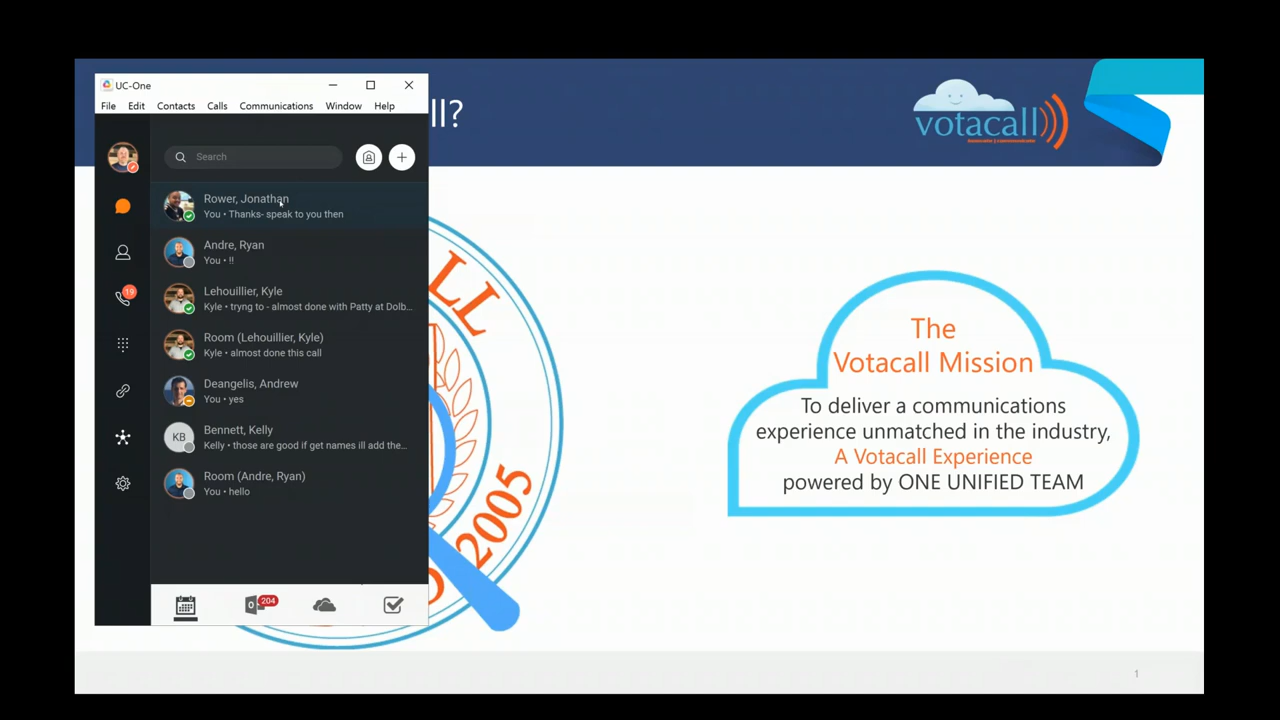 UC-One
File Edit Contacts Calls Communications Window Help
ll?
votacall
Search
Rower, Jonathan
You • Thanks- speak to you then
Andre, Ryan
You • !!
Lehouillier, Kyle
Kyle • tryng to - almost done with Patty at Dolb...
19
Room (Lehouillier, Kyle)
Kyle • almost done this call
Deangelis, Andrew
You • yes
KB
Bennett, Kelly
Kelly • those are good if get names ill add the...
Room (Andre, Ryan)
You • hello
204
LL
2005
The
Votacall Mission
To deliver a communications
experience unmatched in the industry,
A Votacall Experience
powered by ONE UNIFIED TEAM
1